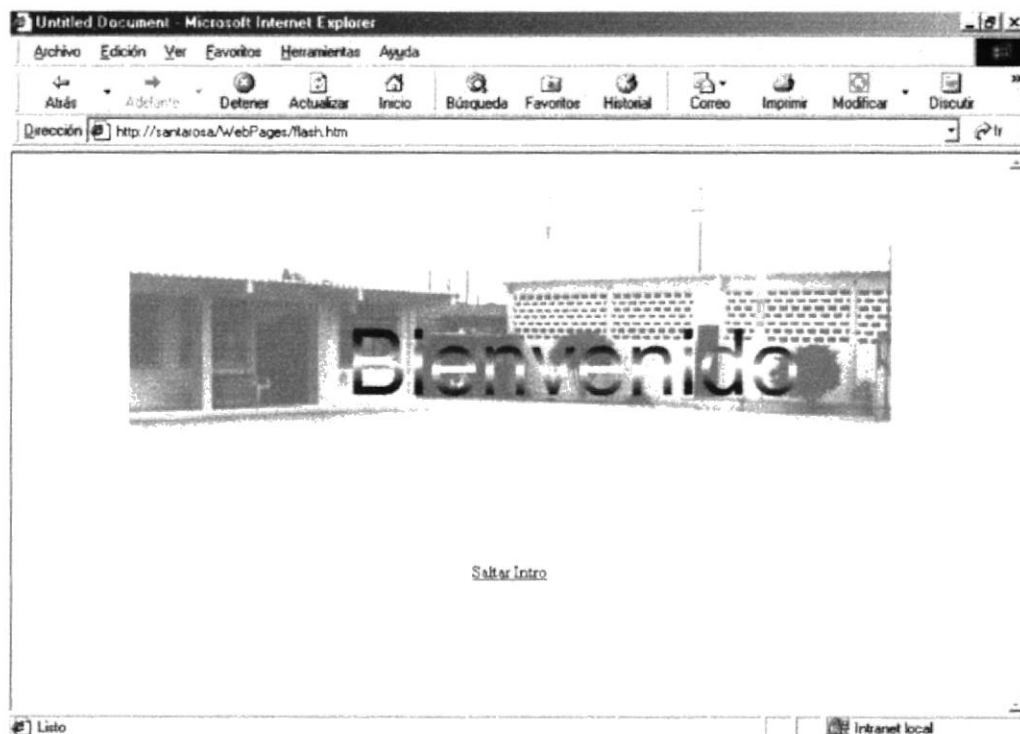 Untitled Document - Microsoft Internet Explorer
Archivo Edición Ver Favoritos Herramientas Ayuda
Atrás Adelante Detener Actualizar Inicio Búsqueda Favoritos Historial Correo Imprimir Modificar Discutir
Dirección http://santarosa/WebPages/flash.htm Ir
Bienvenido
Saltar Intro
Listo Intranet local